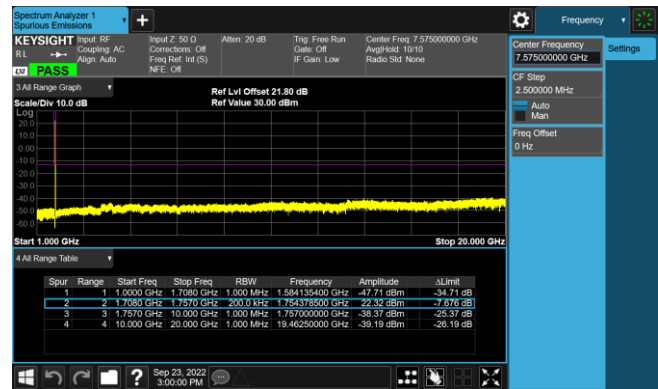 Spectrum Analyzer 1
Spurious Emissions
Frequency
KEYSIGHT
Input: RF
Input Z: 50 Ω
Atten: 20 dB
Trig: Free Run
Center Freq: 7.575000000 GHz
RL
Coupling: AC
Corrections: Off
Gate: Off
Avg|Hold: 10/10
Align: Auto
Freq Ref: Int (S)
IF Gain: Low
Radio Std: None
NFE: Off
LXI PASS
Center Frequency
7.575000000 GHz
Settings
CF Step
2.500000 MHz
Auto
Man
Freq Offset
0 Hz
3 All Range Graph
Ref Lvl Offset 21.80 dB
Scale/Div 10.0 dB
Ref Value 30.00 dBm
Log
20.0
10.0
0.00
-10.0
-20.0
-30.0
-40.0
-50.0
-60.0
Start 1.000 GHz
Stop 20.000 GHz
4 All Range Table
Spur Range Start Freq Stop Freq RBW Frequency Amplitude ΔLimit
1 1 1.0000 GHz 1.7080 GHz 1.000 MHz 1.584135400 GHz -47.71 dBm -34.71 dB
2 2 1.7080 GHz 1.7570 GHz 200.0 kHz 1.754378500 GHz 22.32 dBm -7.676 dB
3 3 1.7570 GHz 10.000 GHz 1.000 MHz 1.757000000 GHz -38.37 dBm -25.37 dB
4 4 10.000 GHz 20.000 GHz 1.000 MHz 19.46250000 GHz -39.19 dBm -26.19 dB
Sep 23, 2022
3:00:00 PM